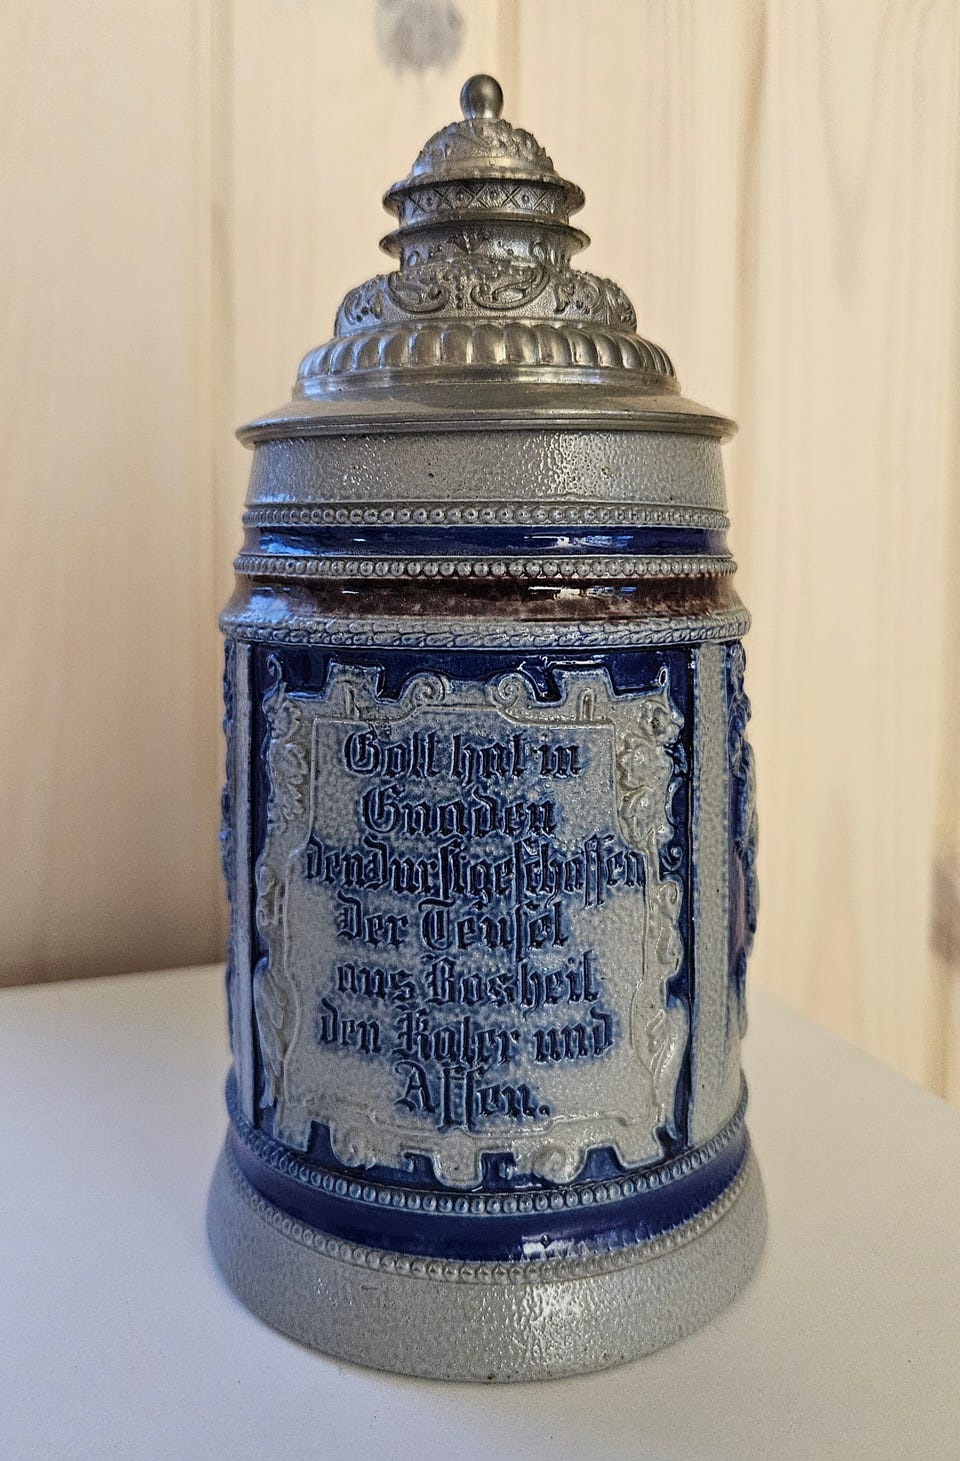 Gott hat in
Gnaden
den Durst geschaffen
Der Teufel
aus Bosheit
den Kater und
Affen.